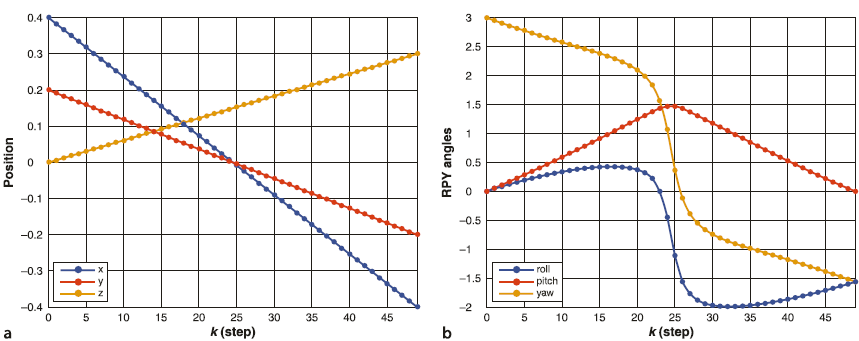 0.4
0.3
0.2
0.1
0
−0.1
−0.2
−0.3
−0.4
Position
x
y
z
0 5 10 15 20 25 30 35 40 45
k (step)
a
3
2.5
2
1.5
1
0.5
0
−0.5
−1
−1.5
−2
RPY angles
roll
pitch
yaw
0 5 10 15 20 25 30 35 40 45
k (step)
b